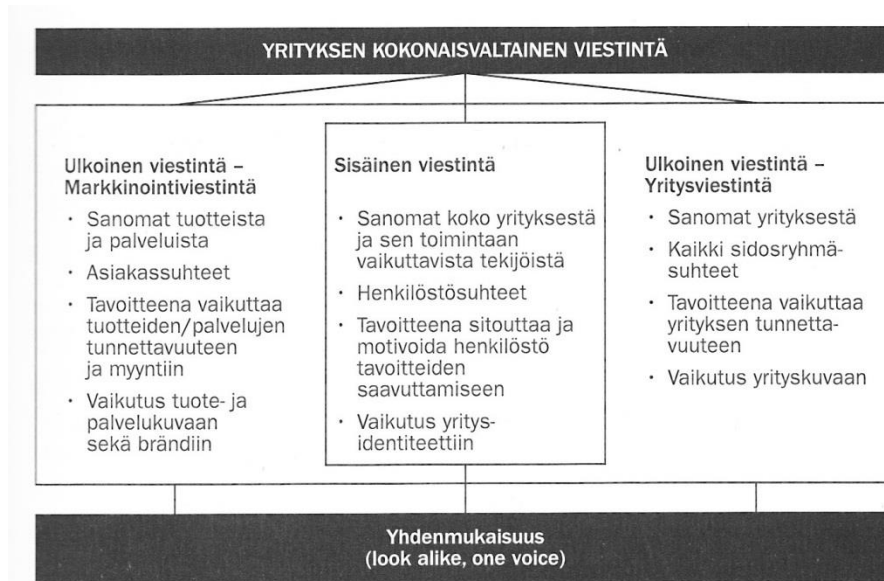 YRITYKSEN KOKONAISVALTAINEN VIESTINTÄ
Ulkoinen viestintä –
Markkinointiviestintä
· Sanomat tuotteista
ja palveluista
· Asiakassuhteet
· Tavoitteena vaikuttaa
tuotteiden/palvelujen
tunnettavuuteen
ja myyntiin
· Vaikutus tuote- ja
palvelukuvaan
sekä brändiin
Sisäinen viestintä
· Sanomat koko yrityksestä
ja sen toimintaan
vaikuttavista tekijöistä
· Henkilöstösuhteet
· Tavoitteena sitouttaa ja
motivoida henkilöstö
tavoitteiden
saavuttamiseen
· Vaikutus yritys-
identiteettiin
Ulkoinen viestintä –
Yritysviestintä
· Sanomat yrityksestä
· Kaikki sidosryhmä-
suhteet
· Tavoitteena vaikuttaa
yrityksen tunnetta-
vuuteen
· Vaikutus yrityskuvaan
Yhdenmukaisuus
(look alike, one voice)